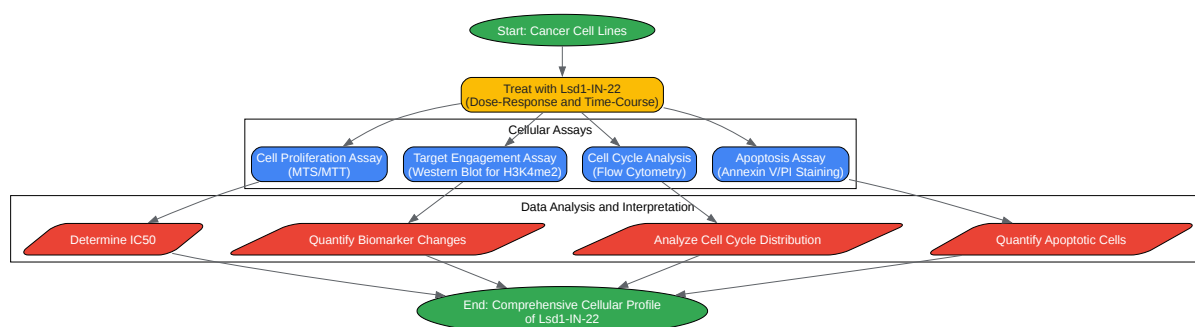 Start: Cancer Cell Lines
Treat with Lsd1-IN-22
(Dose-Response and Time-Course)
Cellular Assays
Cell Proliferation Assay
(MTS/MTT)
Target Engagement Assay
(Western Blot for H3K4me2)
Cell Cycle Analysis
(Flow Cytometry)
Apoptosis Assay
(Annexin V/PI Staining)
Data Analysis and Interpretation
Determine IC50
Quantify Biomarker Changes
Analyze Cell Cycle Distribution
Quantify Apoptotic Cells
End: Comprehensive Cellular Profile
of Lsd1-IN-22